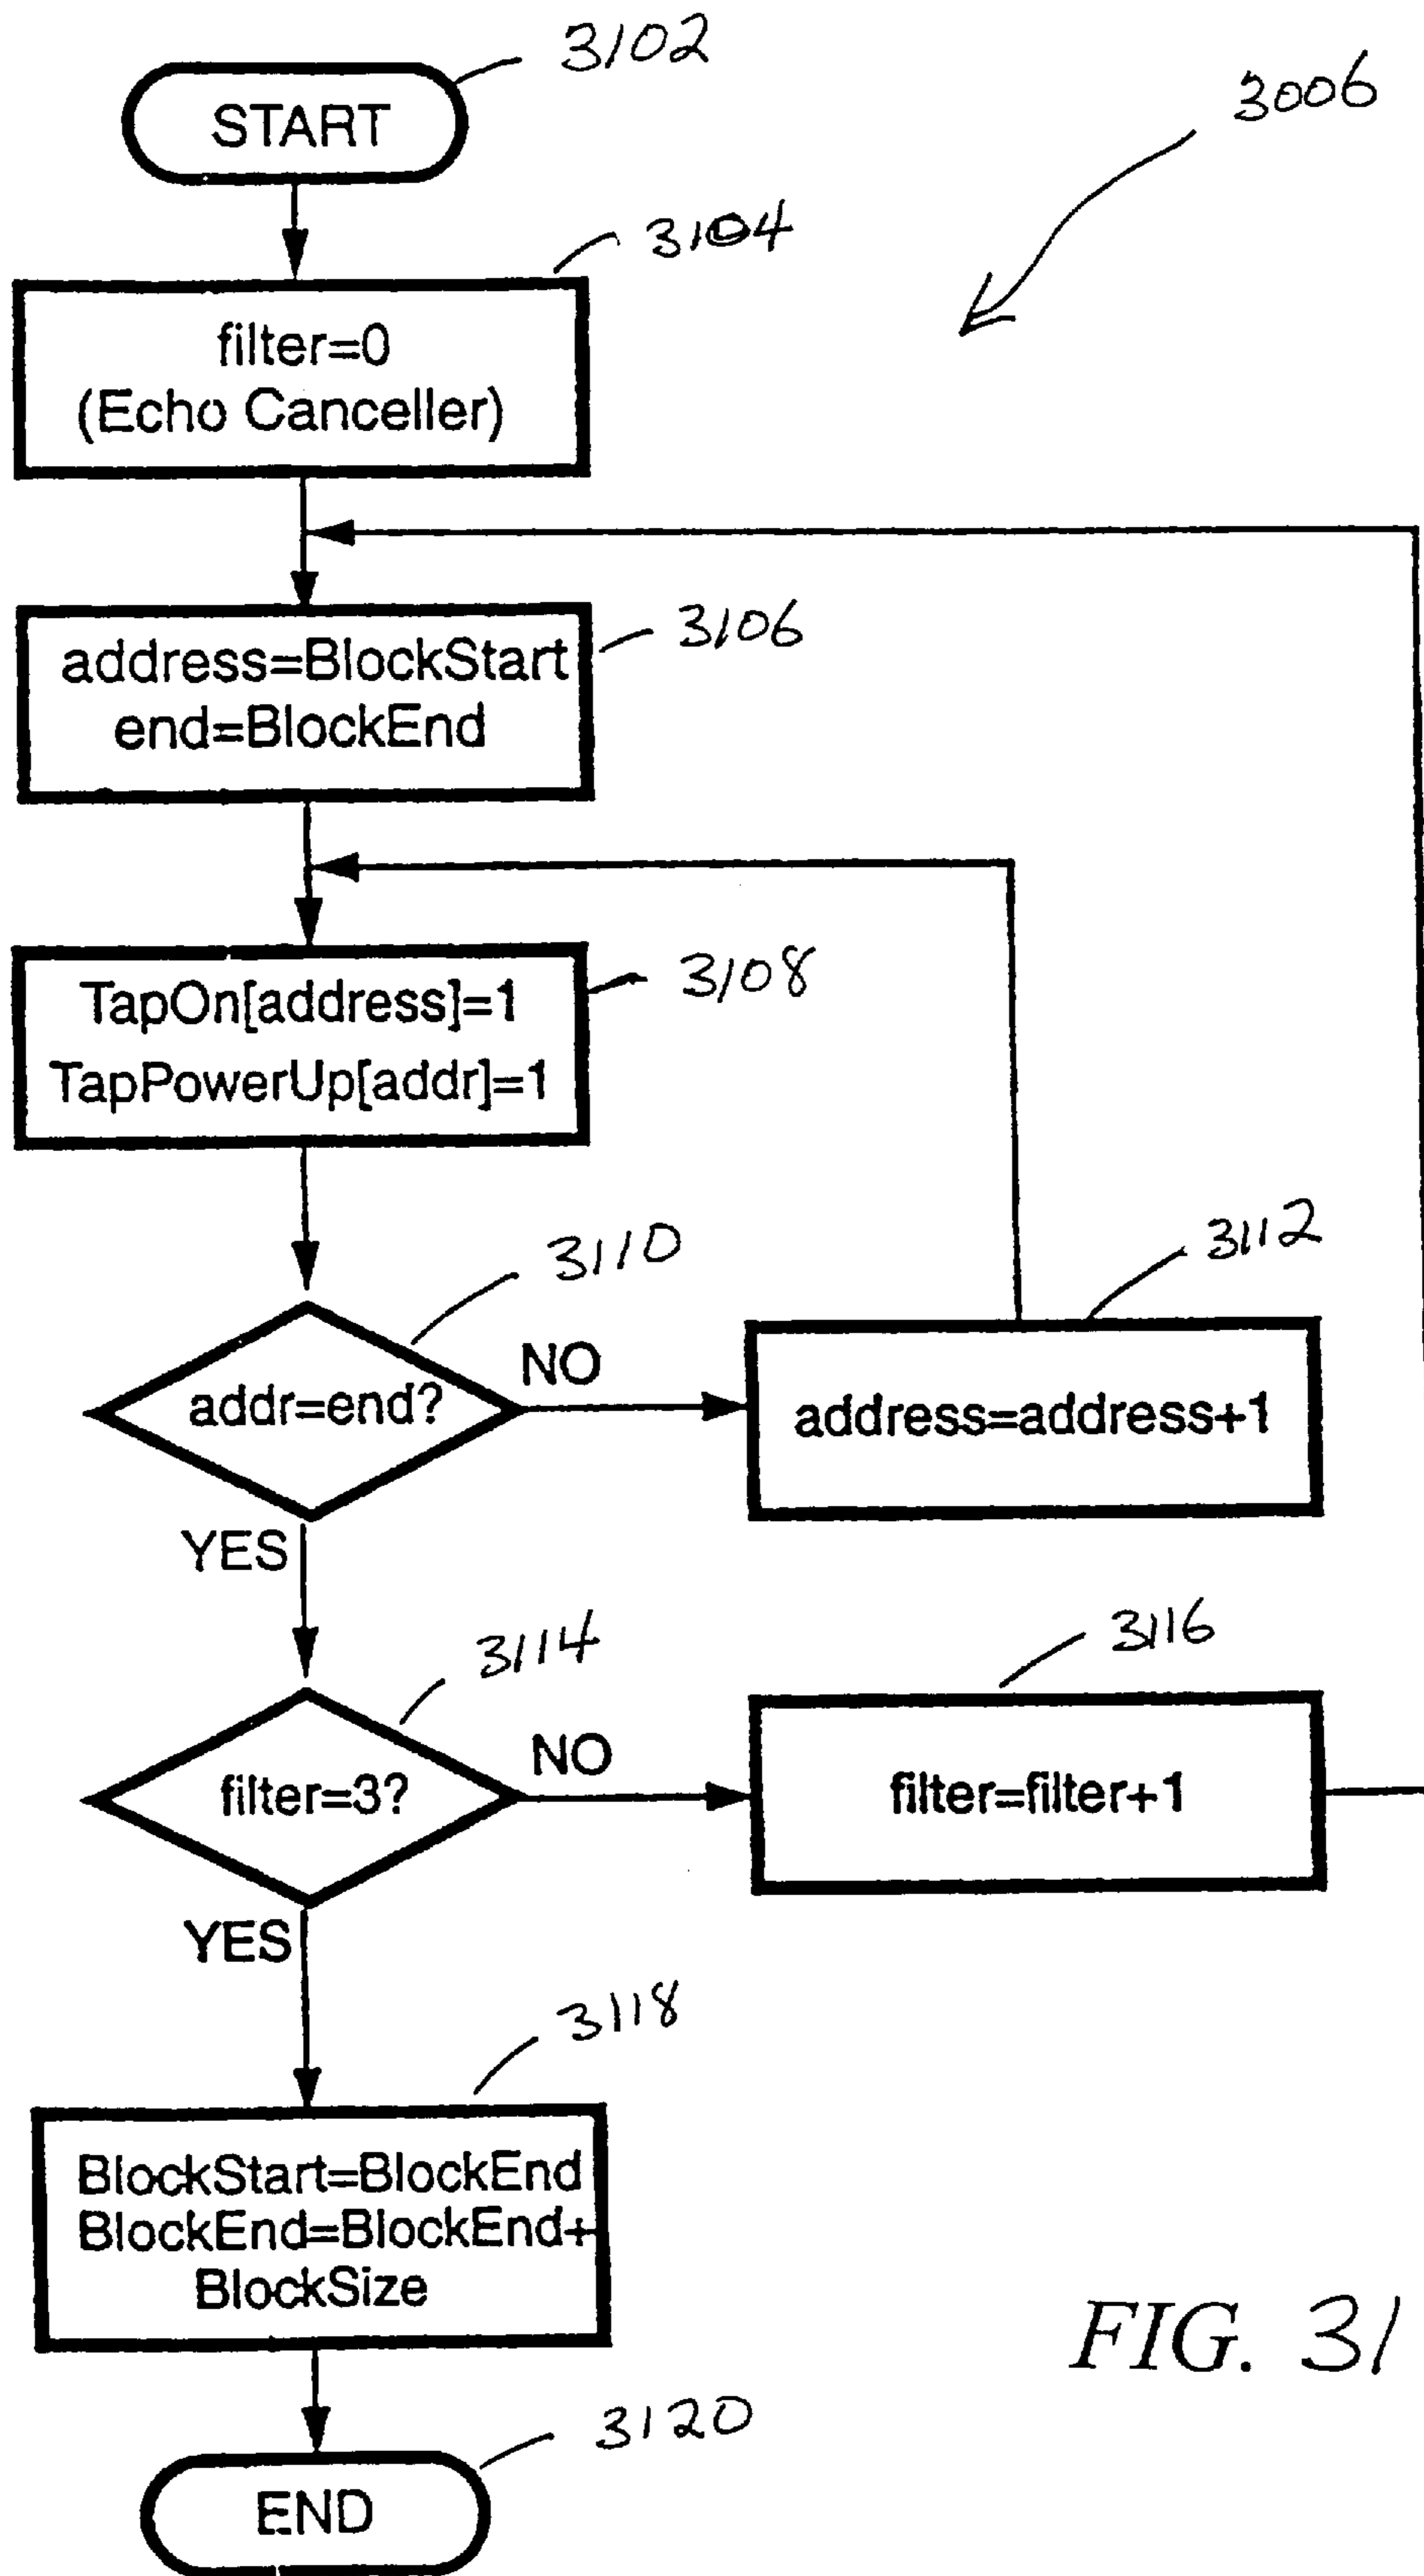 3102
START
3006
3104
filter=0
(Echo Canceller)
3106
address=BlockStart
end=BlockEnd
3108
TapOn[address]=1
TapPowerUp[addr]=1
3110
3112
addr=end?
NO
address=address+1
YES
3114
3116
filter=3?
NO
filter=filter+1
YES
3118
BlockStart=BlockEnd
BlockEnd=BlockEnd+
BlockSize
FIG. 31
3120
END